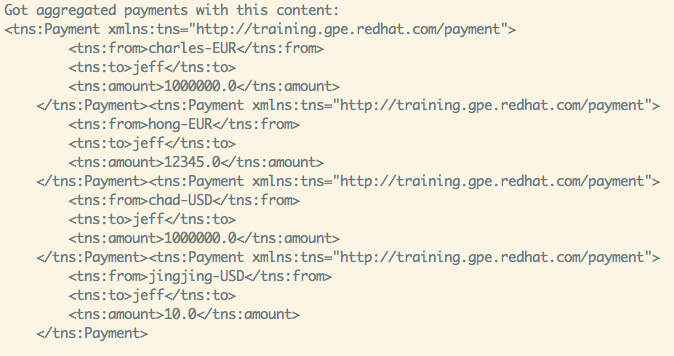 Got aggregated payments with this content:
<tns:Payment xmlns:tns="http://training.gpe.redhat.com/payment">
        <tns:from>charles-EUR</tns:from>
        <tns:to>jeff</tns:to>
        <tns:amount>1000000.0</tns:amount>
    </tns:Payment><tns:Payment xmlns:tns="http://training.gpe.redhat.com/payment">
        <tns:from>hong-EUR</tns:from>
        <tns:to>jeff</tns:to>
        <tns:amount>12345.0</tns:amount>
    </tns:Payment><tns:Payment xmlns:tns="http://training.gpe.redhat.com/payment">
        <tns:from>chad-USD</tns:from>
        <tns:to>jeff</tns:to>
        <tns:amount>1000000.0</tns:amount>
    </tns:Payment><tns:Payment xmlns:tns="http://training.gpe.redhat.com/payment">
        <tns:from>jingjing-USD</tns:from>
        <tns:to>jeff</tns:to>
        <tns:amount>10.0</tns:amount>
    </tns:Payment>